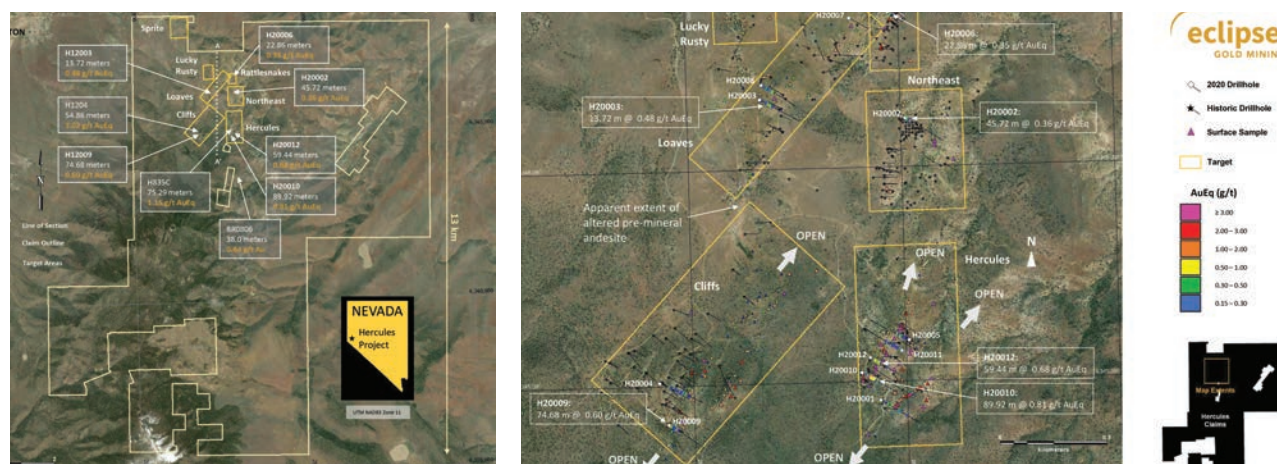 TON
Sprite
A
H12003
13.72 meters
0.48 g/t AuEq
H20006
22.86 meters
Lucky
Rusty
Rattlesnakes
H20002
45.72 meters
0.36 g/t AuEq
Loaves
Northeast
H1204
54.86 meters
Cliffs
Hercules
H12009
74.68 meters
0.60 g/t AuEq
A'
H20012
59.44 meters
0.68 g/t AuEq
H83SC
75.29 meters
H20010
89.92 meters
0.81 g/t AuEq
38.0 meters
Line of Section
Claim Outline
Target Areas
13 km
NEVADA
Hercules
Project
UTM NAD83 Zone 11
H20007
Lucky
Rusty
H20006:
Northeast
H20006
H20003
H20003:
13.72 m @ 0.48 g/t AuEq
H20002
H20002:
45.72 m @ 0.36 g/t AuEq
Loaves
Apparent extent of
altered pre-mineral
andesite
OPEN
OPEN
Hercules
N
OPEN
Cliffs
H20005
H20012
H20011
H20010
H20012:
59.44 m @ 0.68 g/t AuEq
H20004
H20010:
89.92 m @ 0.81 g/t AuEq
H20001
H20009:
74.68 m @ 0.60 g/t AuEq
H20009
OPEN
OPEN
kilometers
eclipse
GOLD MINING
2020 Drillhole
Historic Drillhole
Surface Sample
Target
AuEq (g/t)
≥ 3.00
2.00 – 3.00
1.00 – 2.00
0.50 – 1.00
0.30 – 0.50
0.15 – 0.30
Map Extents
Hercules
Claims